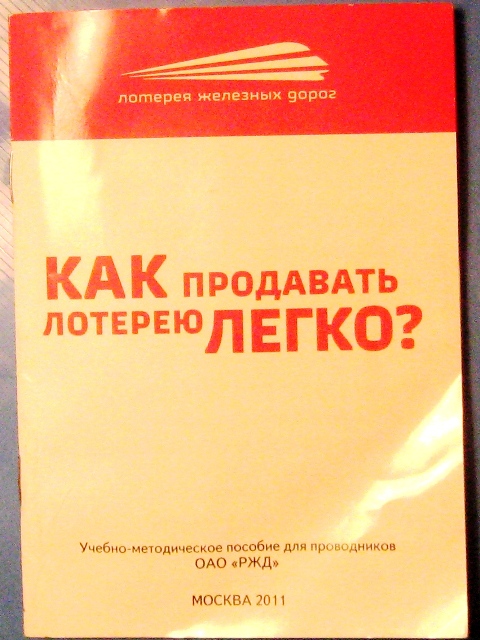 лотерея железных дорог
КАК ПРОДАВАТЬ
ЛОТЕРЕЮ ЛЕГКО?
Учебно-методическое пособие для проводников
ОАО «РЖД»
МОСКВА 2011